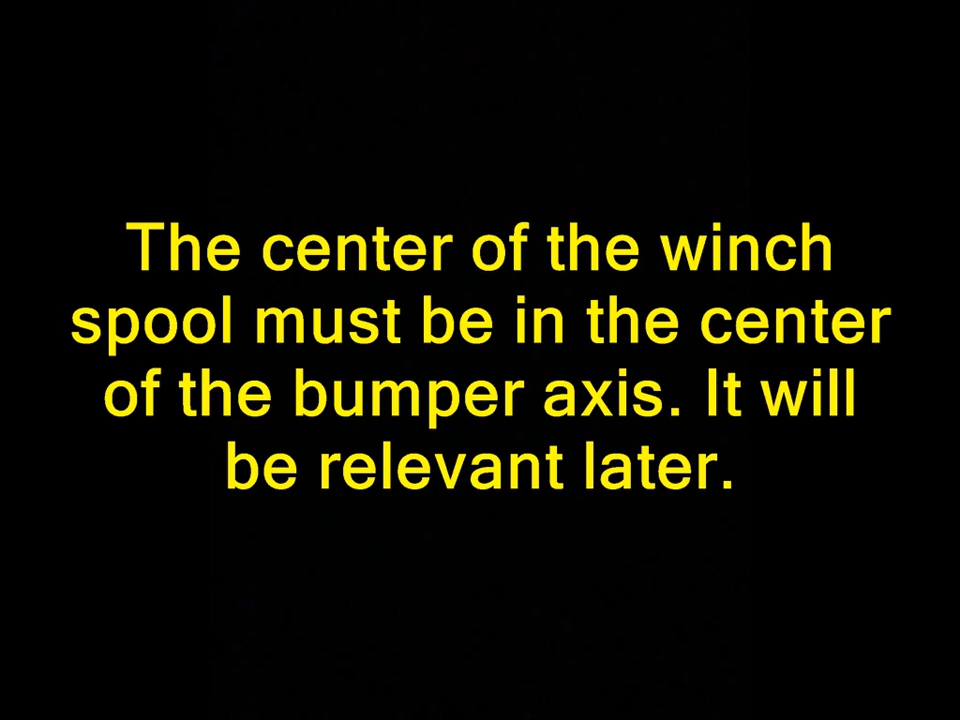 The center of the winch
spool must be in the center
of the bumper axis. It will
be relevant later.